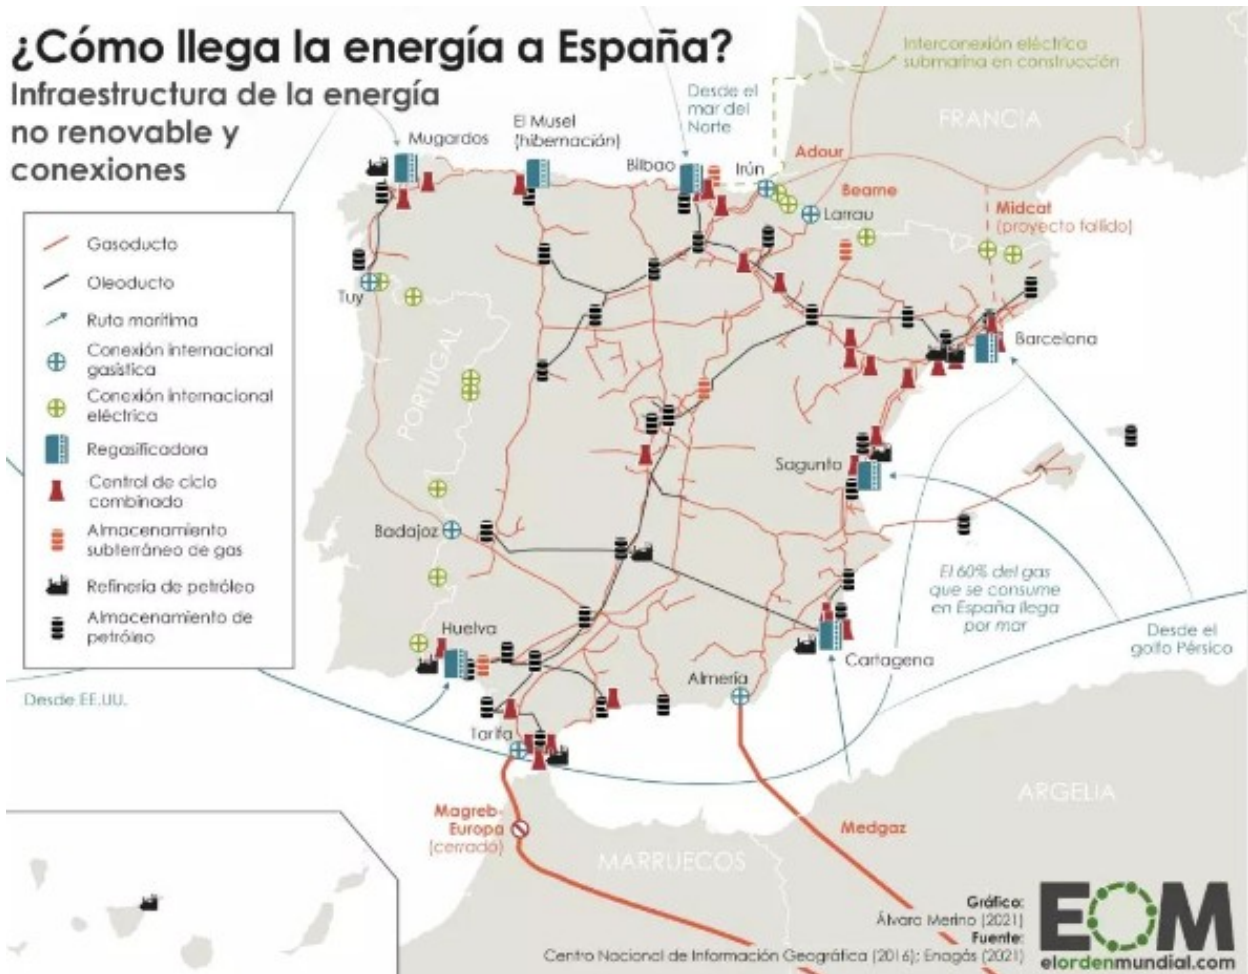 ¿Cómo llega la energía a España?
Infraestructura de la energía
no renovable y
conexiones
Gasoducto
Oleoducto
Ruta marítima
Conexión internacional
gasística
Conexión internacional
eléctrica
Regasificadora
Central de ciclo
combinado
Almacenamiento
subterráneo de gas
Refinería de petróleo
Almacenamiento de
petróleo
Mugardos
El Musel
(hibernación)
Desde el
mar del
Norte
Bilbao
Irún
Interconexión eléctrica
submarina en construcción
FRANCIA
Adour
Bearne
Larrau
Midcat
(proyecto fallido)
Tuy
PORTUGAL
Barcelona
Sagunto
Badajoz
El 60% del gas
que se consume
en España llega
por mar
Huelva
Cartagena
Desde el
golfo Pérsico
Almería
Desde EE.UU.
Tarifa
Magreb-
Europa
(cerrado)
Medgaz
MARRUECOS
ARGELIA
Gráfico:
Álvaro Merino (2021)
Fuente:
Centro Nacional de Información Geográfica (2016); Enagás (2021)
EOM
elordenmundial.com